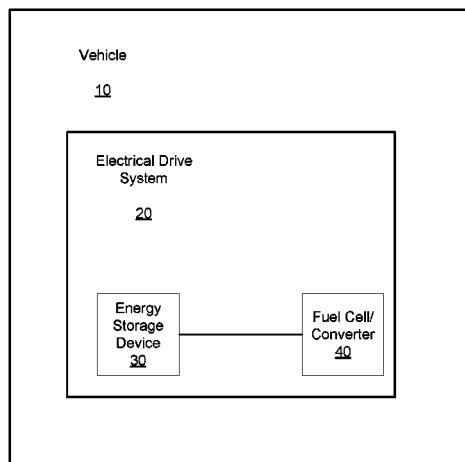 Vehicle
10
Electrical Drive
System
20
Energy
Storage
Device
30
Fuel Cell/
Converter
40